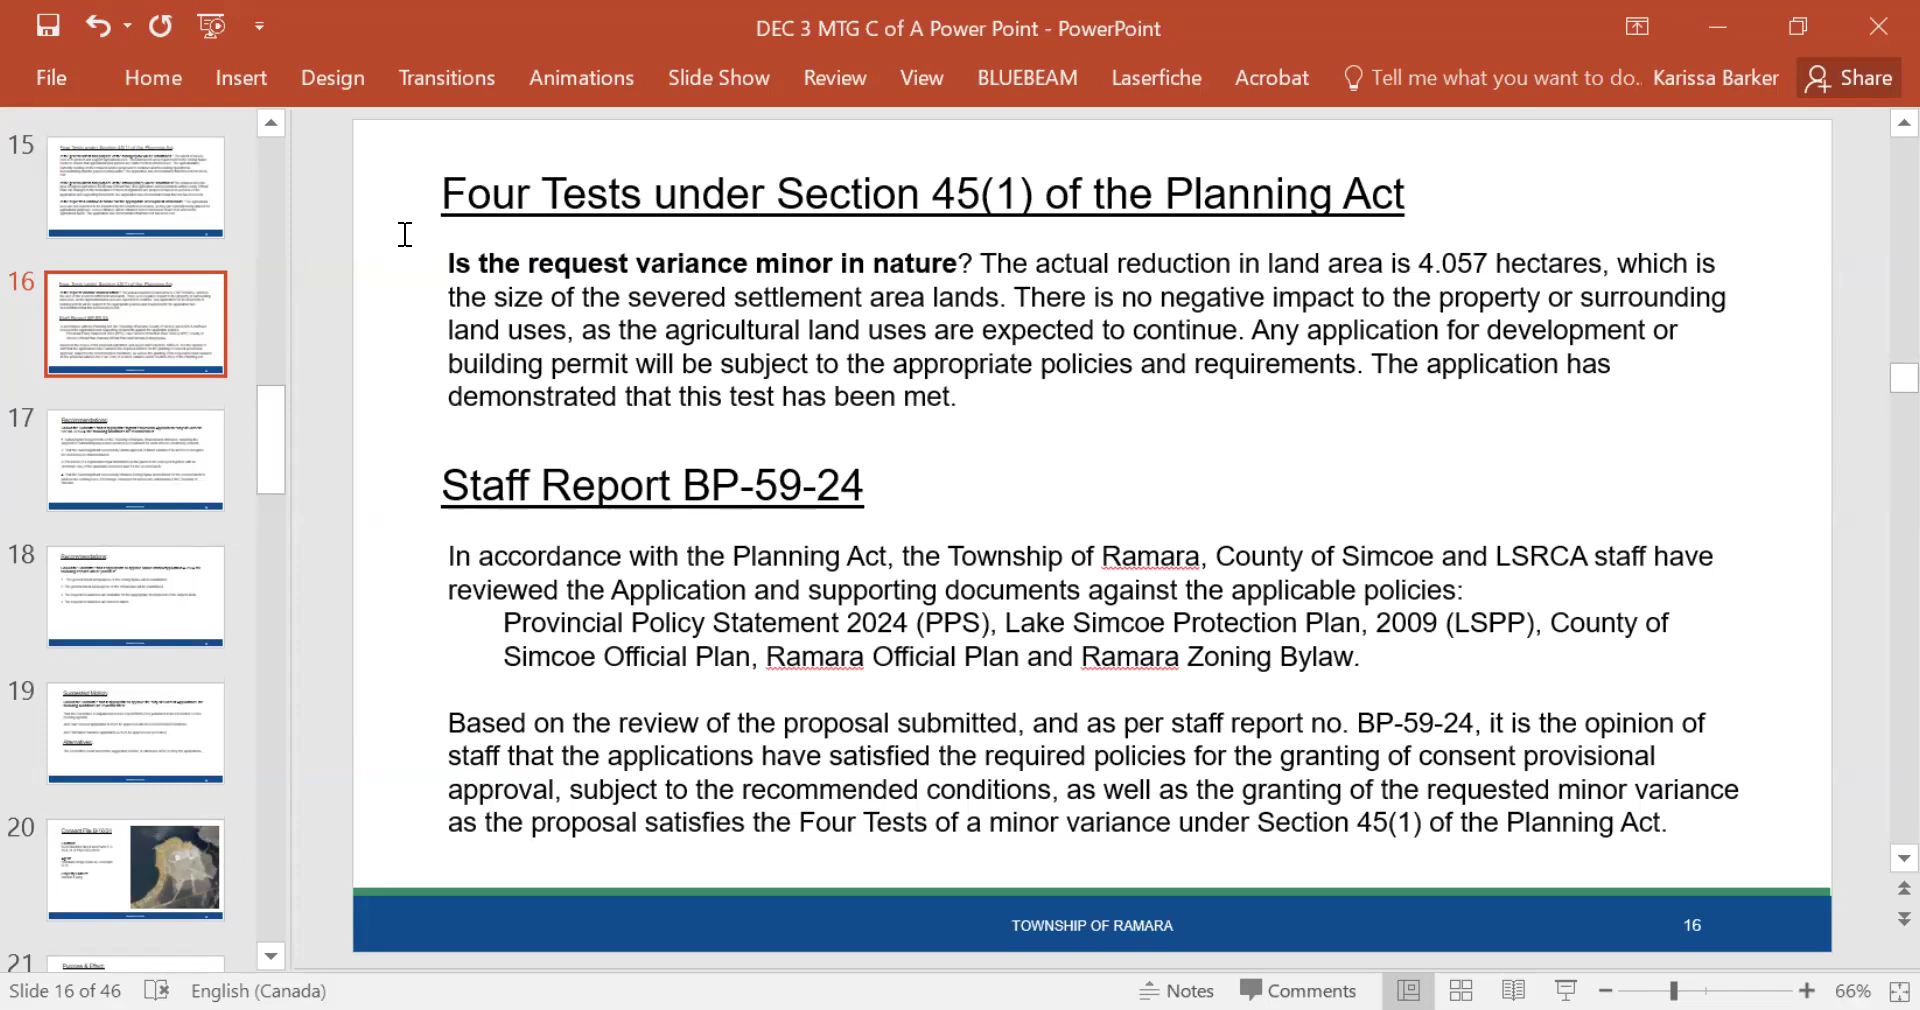 DEC 3 MTG C of A Power Point - PowerPoint
File Home Insert Design Transitions Animations Slide Show Review View BLUEBEAM Laserfiche Acrobat Tell me what you want to do.. Karissa Barker Share
15
16
17
18
19
20
21
Four Tests under Section 45(1) of the Planning Act
Is the request variance minor in nature? The actual reduction in land area is 4.057 hectares, which is
the size of the severed settlement area lands. There is no negative impact to the property or surrounding
land uses, as the agricultural land uses are expected to continue. Any application for development or
building permit will be subject to the appropriate policies and requirements. The application has
demonstrated that this test has been met.
Staff Report BP-59-24
In accordance with the Planning Act, the Township of Ramara, County of Simcoe and LSRCA staff have
reviewed the Application and supporting documents against the applicable policies:
Provincial Policy Statement 2024 (PPS), Lake Simcoe Protection Plan, 2009 (LSPP), County of
Simcoe Official Plan, Ramara Official Plan and Ramara Zoning Bylaw.
Based on the review of the proposal submitted, and as per staff report no. BP-59-24, it is the opinion of
staff that the applications have satisfied the required policies for the granting of consent provisional
approval, subject to the recommended conditions, as well as the granting of the requested minor variance
as the proposal satisfies the Four Tests of a minor variance under Section 45(1) of the Planning Act.
TOWNSHIP OF RAMARA 16
Slide 16 of 46 English (Canada) Notes Comments 66%